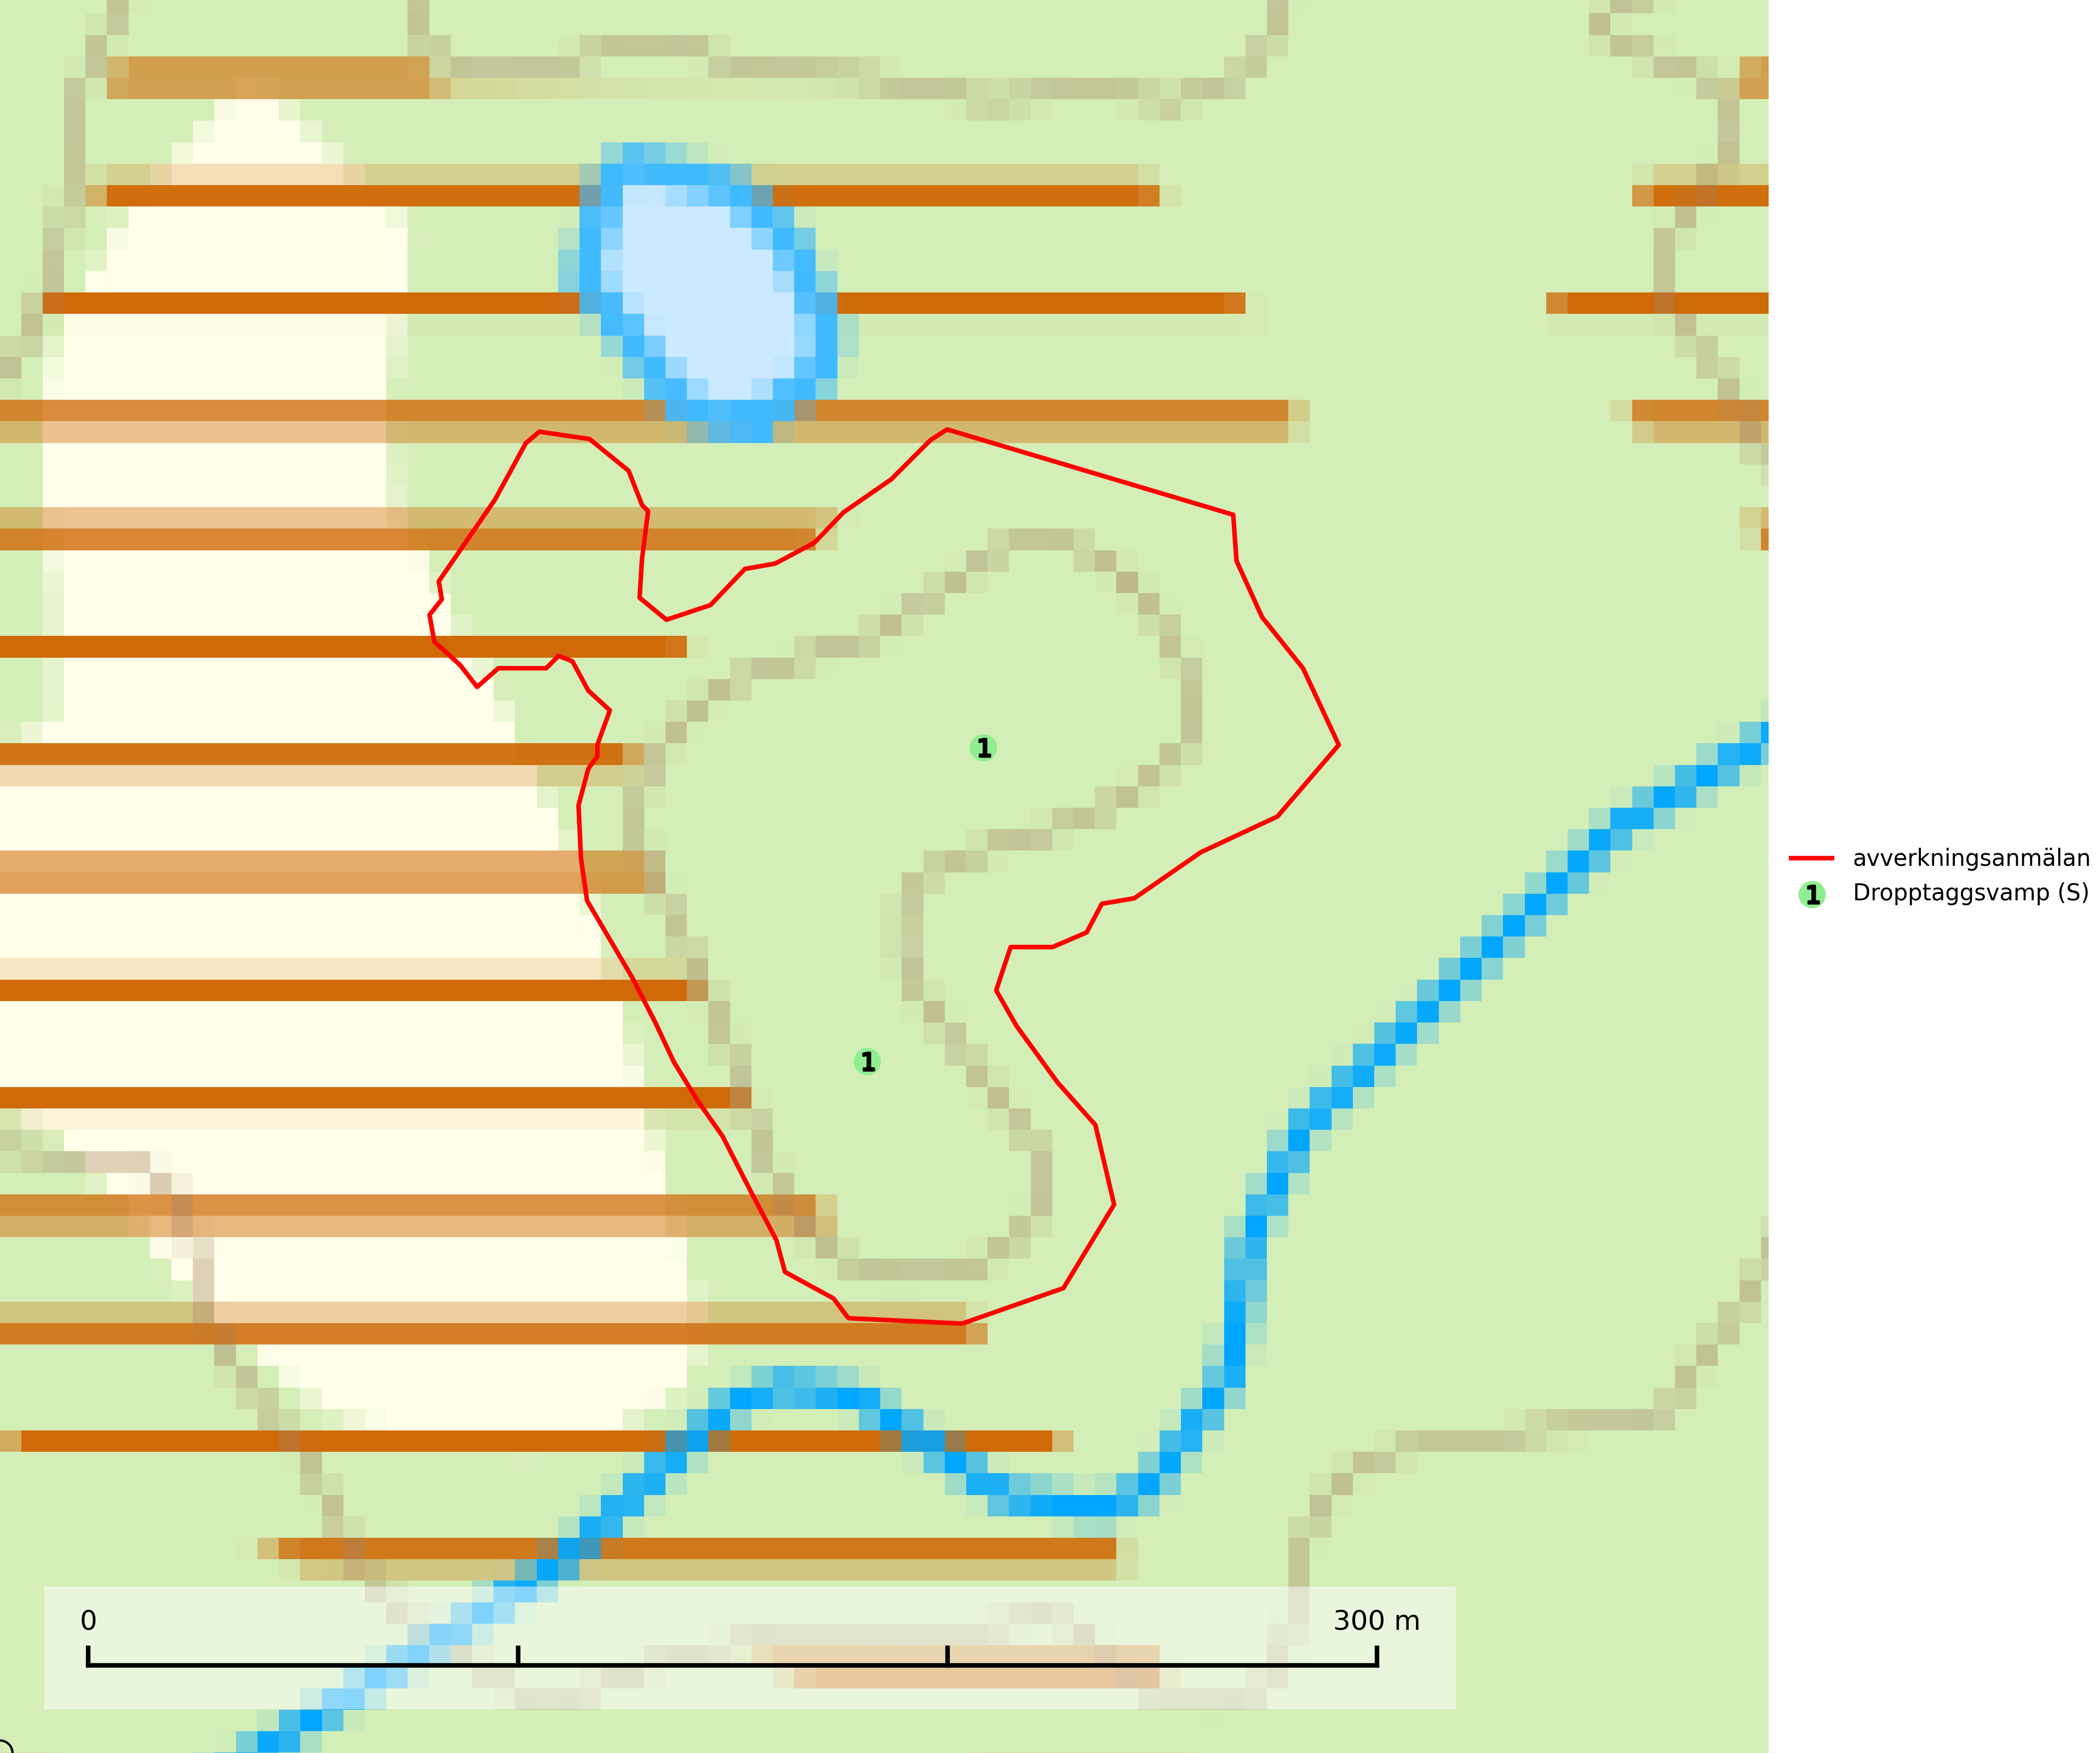 1
avverkningsanmälan
1 Dropptaggsvamp (S)
1
0 300 m